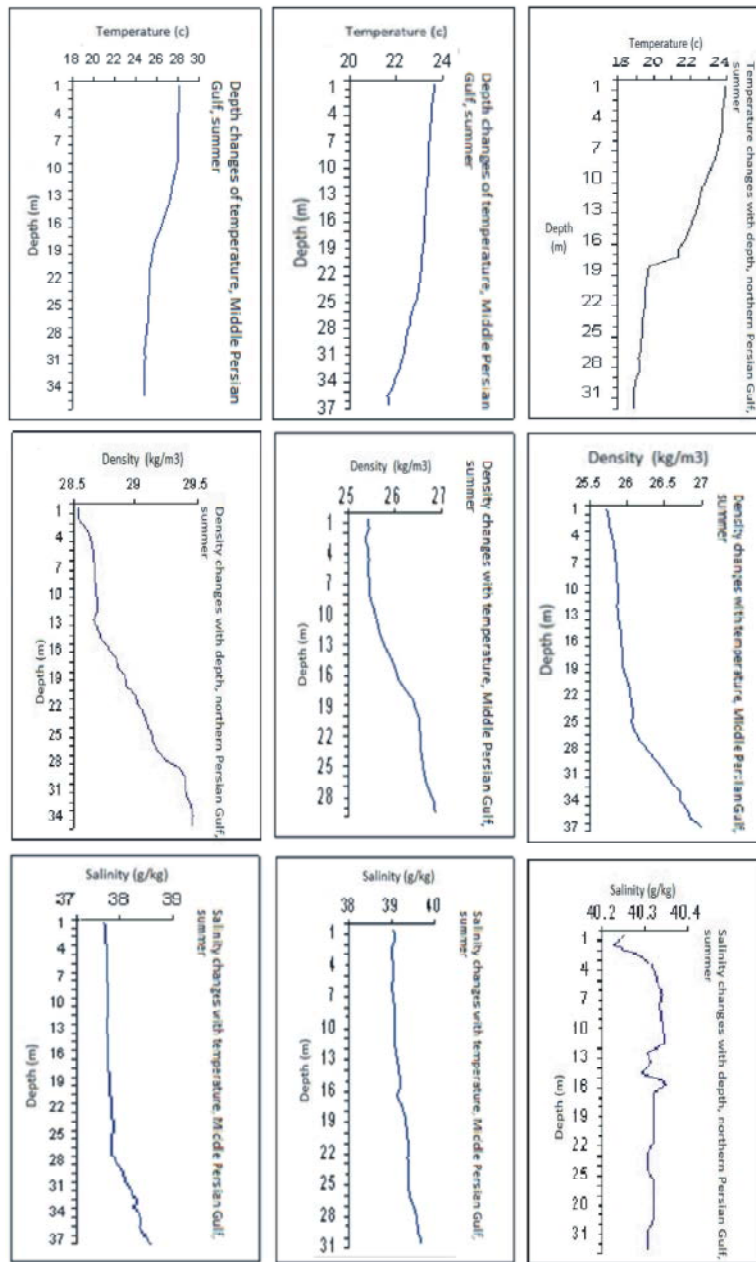 Temperature (c)
18 20 22 24 26 28 30
1
4
7
10
13
16
19
22
25
28
31
34
Depth (m)
Depth changes of temperature, Middle Persian
Gulf, summer
Temperature (c)
20 22 24
1
4
7
10
13
16
19
22
25
28
31
34
37
Depth (m)
Depth changes of temperature, Middle Persian
Gulf, summer
Temperature (c)
18 20 22 24
1
4
7
10
13
16
19
22
25
28
31
Depth
(m)
Temperature changes with depth, northern Persian Gulf,
summer
Density (kg/m3)
28.5 29 29.5
1
4
7
10
13
16
19
22
25
28
31
34
Depth (m)
Density changes with depth, northern Persian Gulf,
summer
Density (kg/m3)
25 26 27
1
4
7
10
13
16
19
22
25
28
Depth (m)
Density changes with temperature, Middle Persian Gulf,
summer
Density (kg/m3)
25.5 26 26.5 27
1
4
7
10
13
16
19
22
25
28
31
34
37
Depth (m)
Density changes with temperature, Middle Persian Gulf,
summer
Salinity (g/kg)
37 38 39
1
4
7
10
13
16
19
22
25
28
31
34
37
Depth (m)
Salinity changes with temperature, Middle Persian Gulf,
summer
Salinity (g/kg)
38 39 40
1
4
7
10
13
16
19
22
25
28
31
Depth (m)
Salinity changes with temperature, Middle Persian Gulf,
summer
Salinity (g/kg)
40.2 40.3 40.4
1
4
7
10
13
16
22
25
20
31
Depth (m)
Salinity changes with depth, northern Persian Gulf,
summer